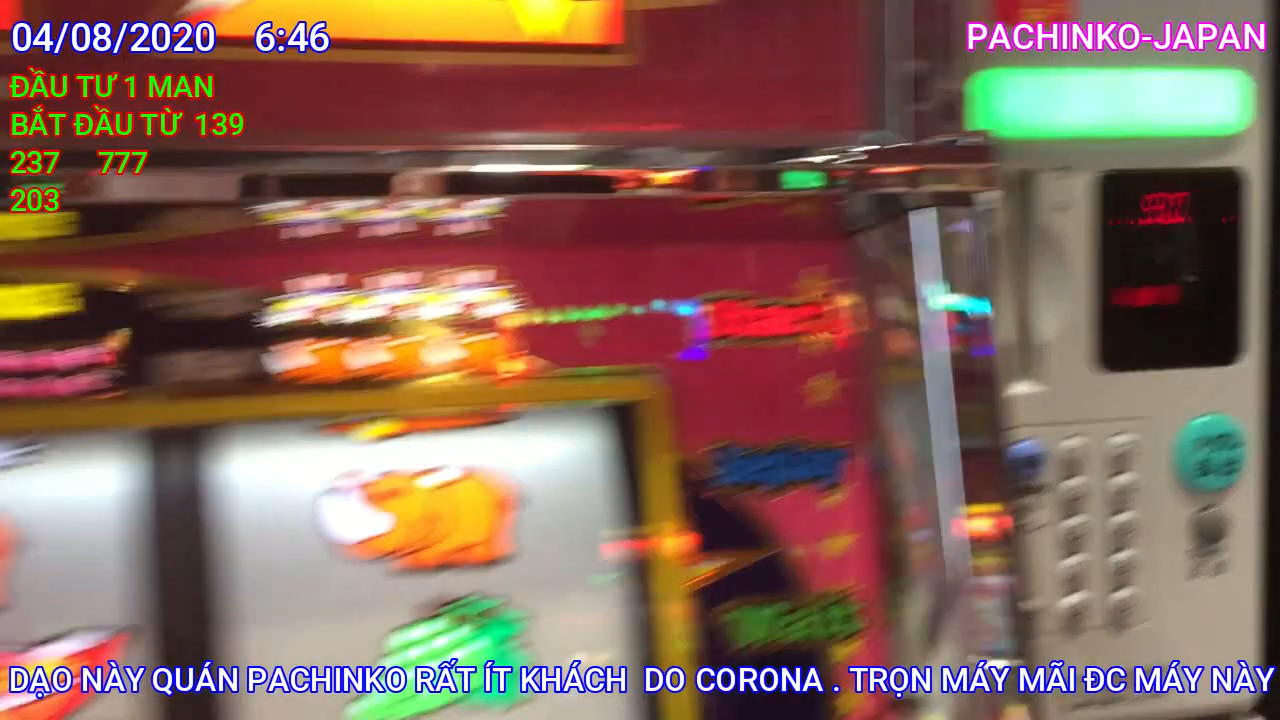 04/08/2020 6:46
PACHINKO-JAPAN
ĐẦU TƯ 1 MAN
BẮT ĐẦU TỪ 139
237 777
203
DẠO NÀY QUÁN PACHINKO RẤT ÍT KHÁCH DO CORONA . TRỌN MÁY MÃI ĐC MÁY NÀY